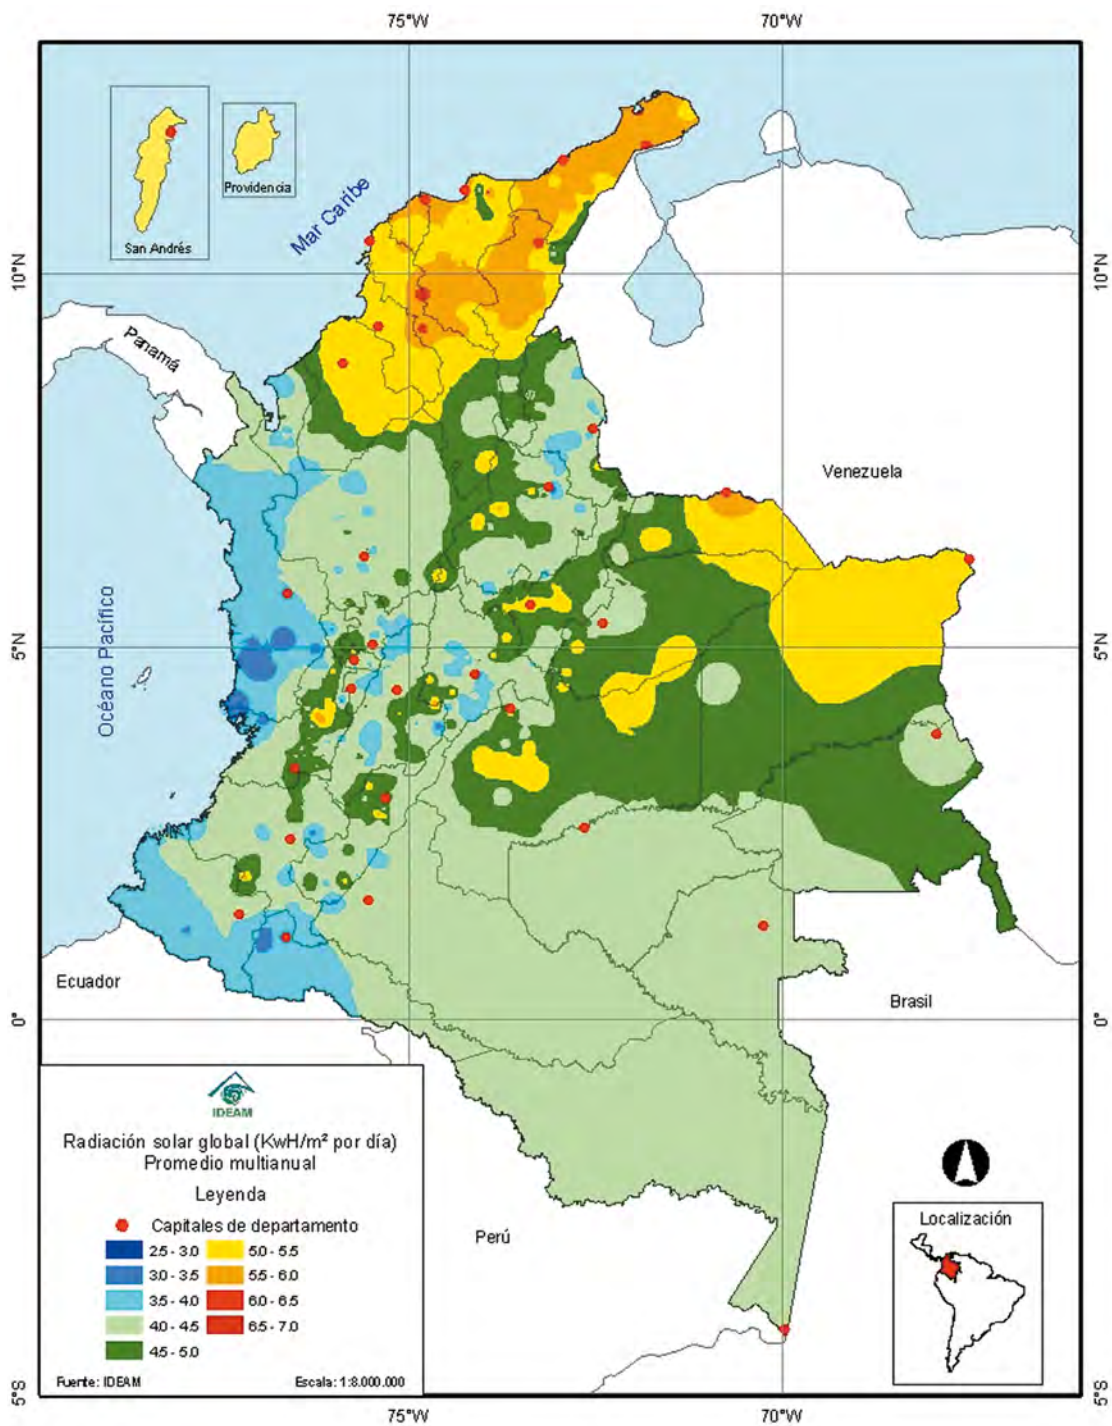 75°W 70°W
San Andrés
Providencia
Mar Caribe
10°N 10°N
Panamá
Venezuela
Océano Pacífico
5°N 5°N
Ecuador
Brasil
0° 0°
IDEAM
Radiación solar global (KwH/m² por día)
Promedio multianual
Leyenda
Capitales de departamento
2.5 - 3.0 5.0 - 5.5
3.0 - 3.5 5.5 - 6.0
3.5 - 4.0 6.0 - 6.5
4.0 - 4.5 6.5 - 7.0
4.5 - 5.0
Fuente: IDEAM Escala: 1:8.000.000
Perú
Localización
5°S 5°S
75°W 70°W